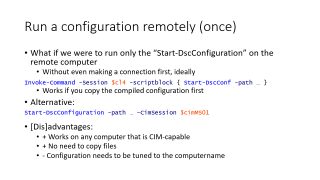 Run a configuration remotely (once)
• What if we were to run only the "Start-DscConfiguration" on the
remote computer
• Without even making a connection first, ideally
Invoke-Command -Session $cl4 -scriptblock { Start-Dscconf -path … }
• Works if you copy the compiled configuration first
• Alternative:
Start-DscConfiguration -path … -CimSession $cimMS01
• [Dis]advantages:
• + Works on any computer that is CIM-capable
• + No need to copy files
• - Configuration needs to be tuned to the computername